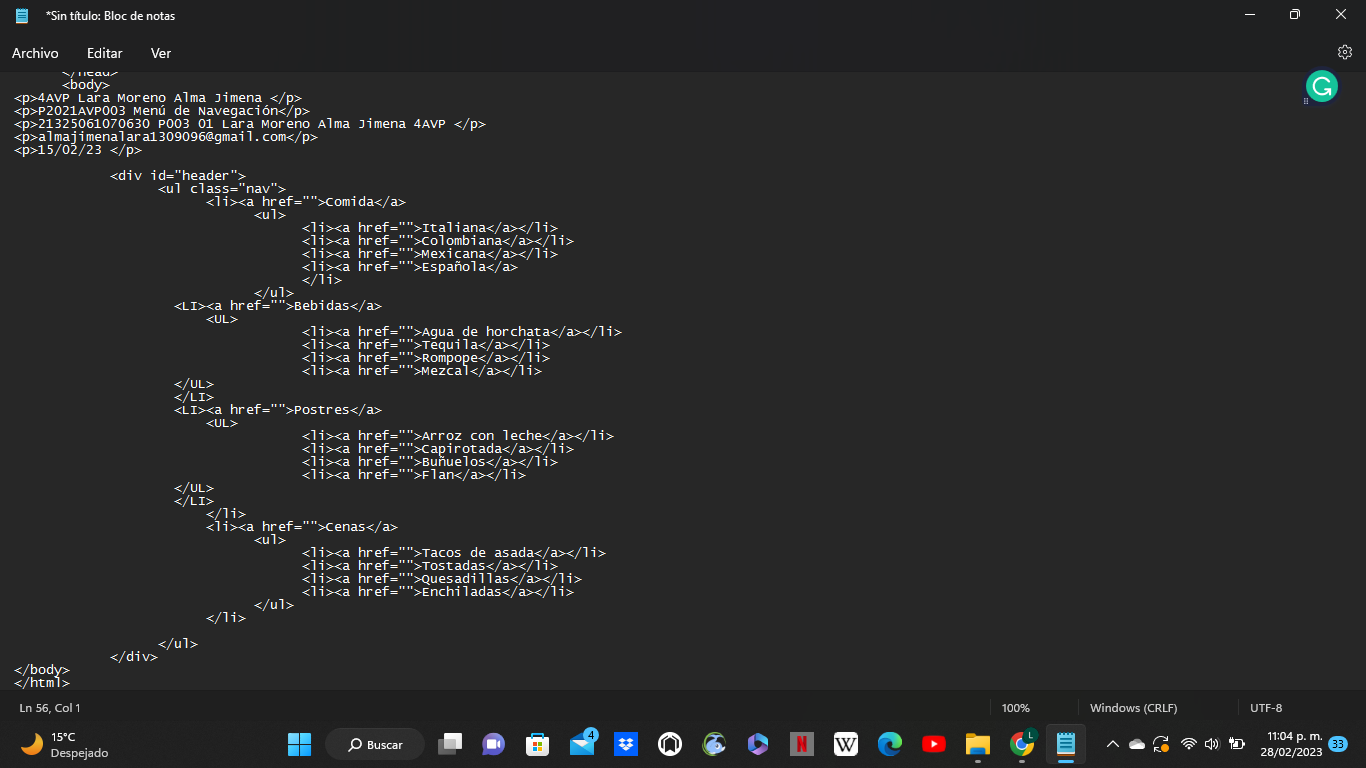 *Sin título: Bloc de notas
Archivo Editar Ver
</head>
<body>
<p>4AVP Lara Moreno Alma Jimena </p>
<p>P2021AVP003 Menú de Navegación</p>
<p>21325061070630 P003 01 Lara Moreno Alma Jimena 4AVP </p>
<p>almajimenalara1309096@gmail.com</p>
<p>15/02/23 </p>
<div id="header">
<ul class="nav">
<li><a href="">Comida</a>
<ul>
<li><a href="">Italiana</a></li>
<li><a href="">Colombiana</a></li>
<li><a href="">Mexicana</a></li>
<li><a href="">Española</a>
</li>
</ul>
<LI><a href="">Bebidas</a>
<UL>
<li><a href="">Agua de horchata</a></li>
<li><a href="">Tequila</a></li>
<li><a href="">Rompope</a></li>
<li><a href="">Mezcal</a></li>
</UL>
</LI>
<LI><a href="">Postres</a>
<UL>
<li><a href="">Arroz con leche</a></li>
<li><a href="">Capirotada</a></li>
<li><a href="">Buñuelos</a></li>
<li><a href="">Flan</a></li>
</UL>
</LI>
</li>
<li><a href="">Cenas</a>
<ul>
<li><a href="">Tacos de asada</a></li>
<li><a href="">Tostadas</a></li>
<li><a href="">Quesadillas</a></li>
<li><a href="">Enchiladas</a></li>
</ul>
</li>
</ul>
</div>
</body>
</html>
Ln 56, Col 1 100% Windows (CRLF) UTF-8
15°C
Despejado
Buscar
4
N
W
L
11:04 p. m.
28/02/2023
33